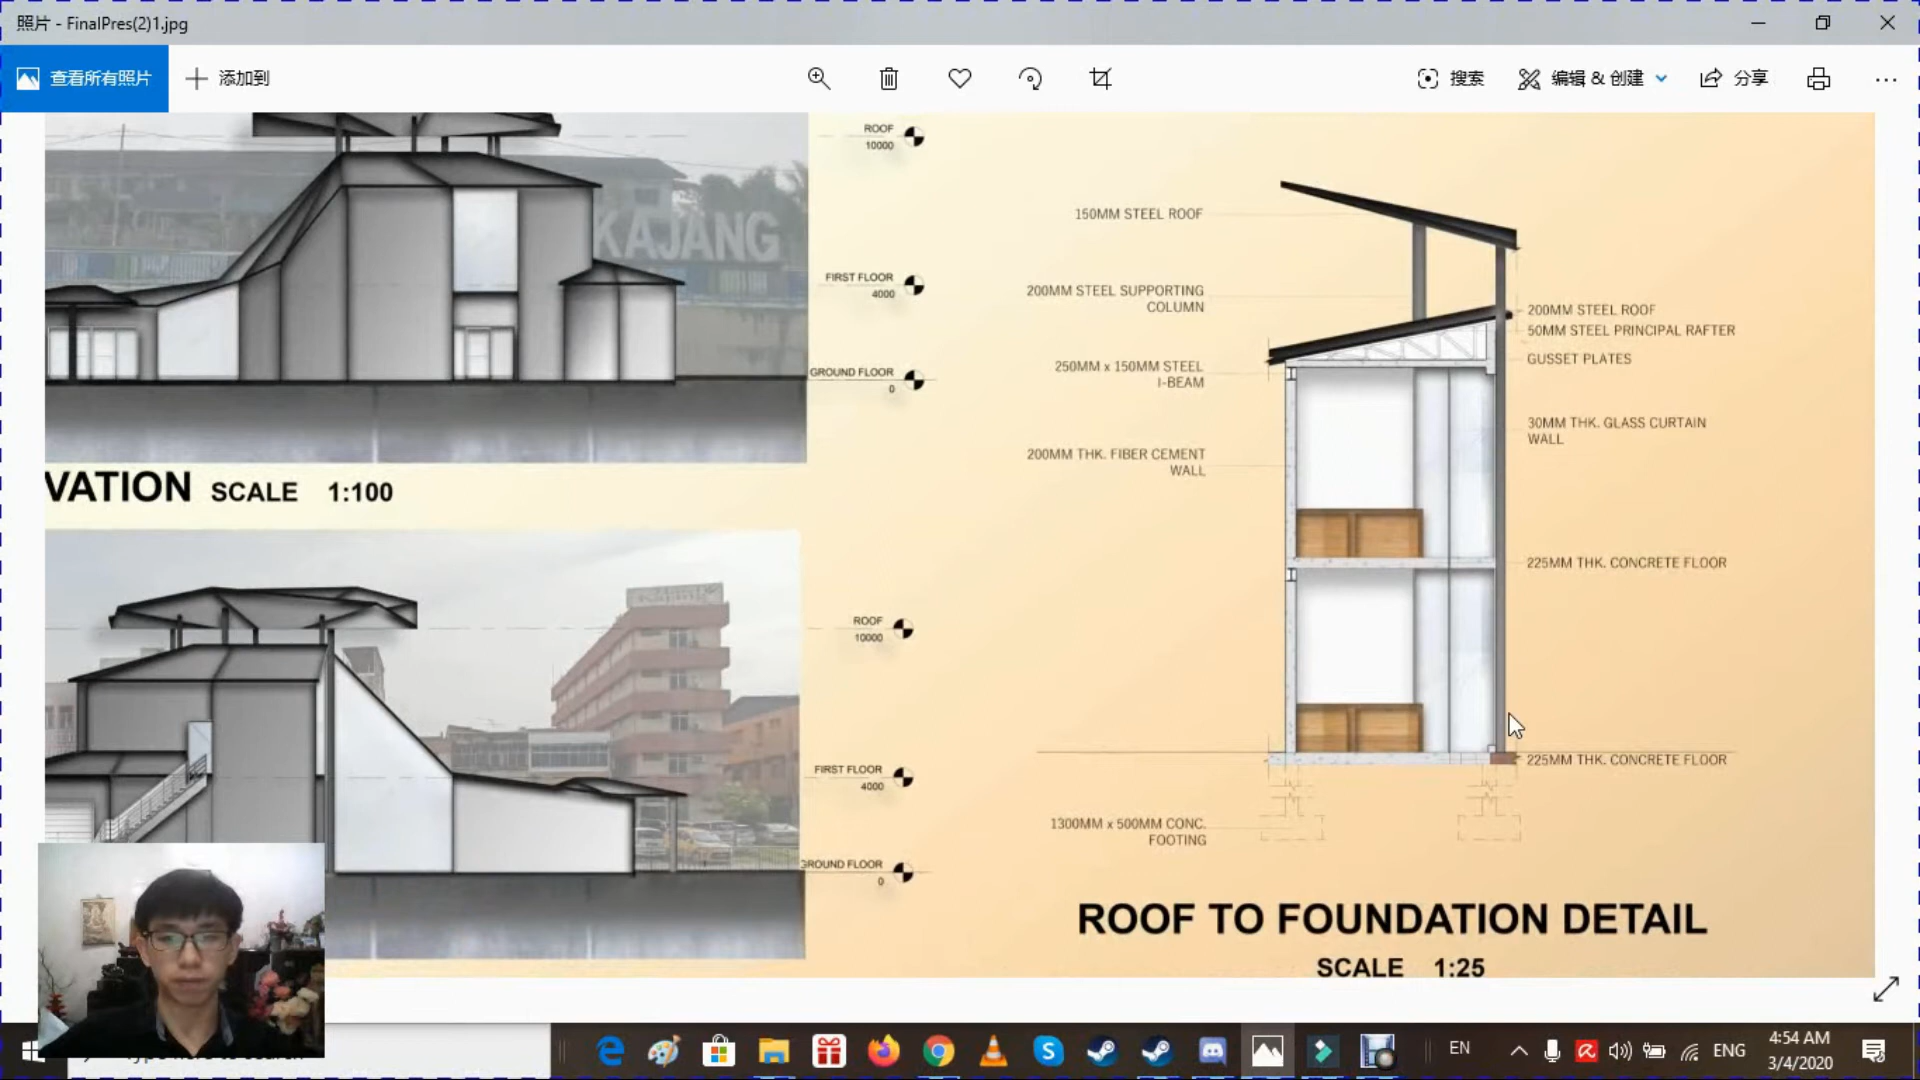 照片 - FinalPres(2)1.jpg
查看所有照片
添加到
搜索
编辑 & 创建
分享
KAJANG
ROOF
10000
FIRST FLOOR
4000
GROUND FLOOR
0
VATION SCALE 1:100
ROOF
10000
FIRST FLOOR
4000
GROUND FLOOR
0
150MM STEEL ROOF
200MM STEEL SUPPORTING
COLUMN
250MM x 150MM STEEL
I-BEAM
200MM THK. FIBER CEMENT
WALL
1300MM x 500MM CONC.
FOOTING
200MM STEEL ROOF
50MM STEEL PRINCIPAL RAFTER
GUSSET PLATES
30MM THK. GLASS CURTAIN
WALL
225MM THK. CONCRETE FLOOR
225MM THK. CONCRETE FLOOR
ROOF TO FOUNDATION DETAIL
SCALE 1:25
EN
ENG
4:54 AM
3/4/2020